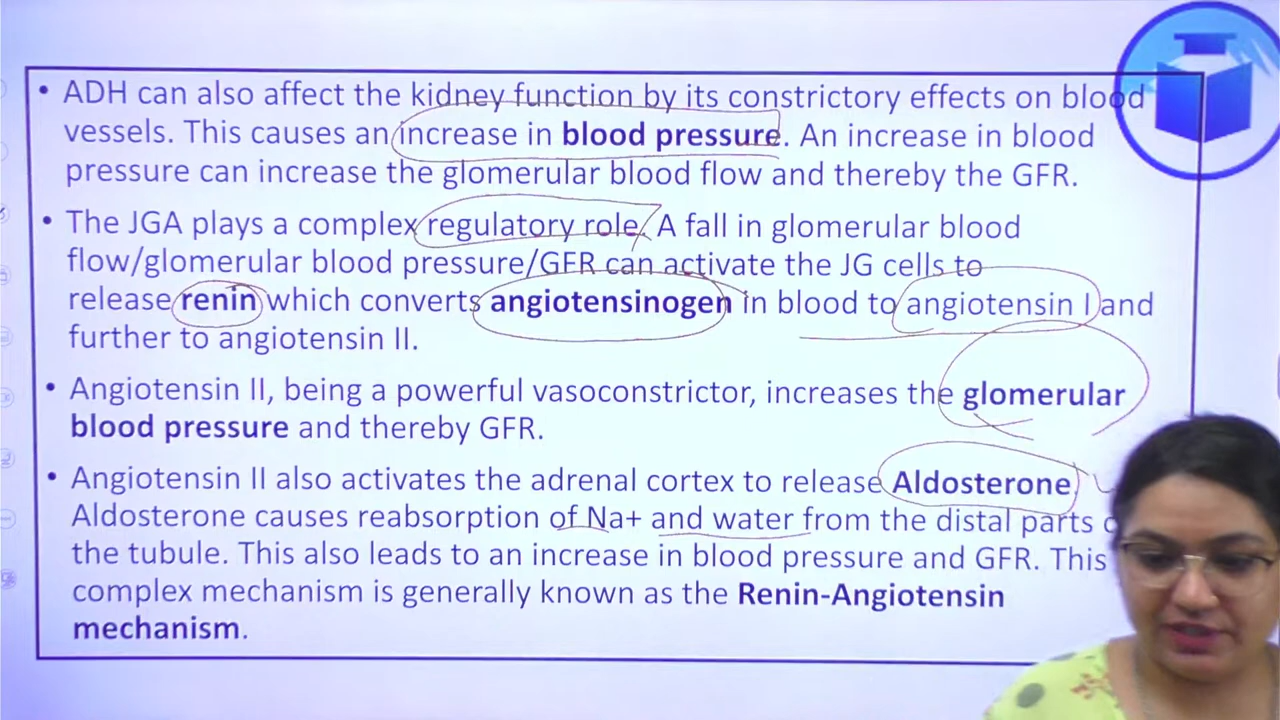 • ADH can also affect the kidney function by its constrictory effects on blood
vessels. This causes an increase in blood pressure. An increase in blood
pressure can increase the glomerular blood flow and thereby the GFR.
• The JGA plays a complex regulatory role. A fall in glomerular blood
flow/glomerular blood pressure/GFR can activate the JG cells to
release renin which converts angiotensinogen in blood to angiotensin I and
further to angiotensin II.
• Angiotensin II, being a powerful vasoconstrictor, increases the glomerular
blood pressure and thereby GFR.
• Angiotensin II also activates the adrenal cortex to release Aldosterone.
Aldosterone causes reabsorption of Na+ and water from the distal parts
the tubule. This also leads to an increase in blood pressure and GFR. This
complex mechanism is generally known as the Renin-Angiotensin
mechanism.